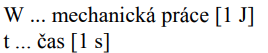 W ... mechanická práce [1 J]
t ... čas [1 s]